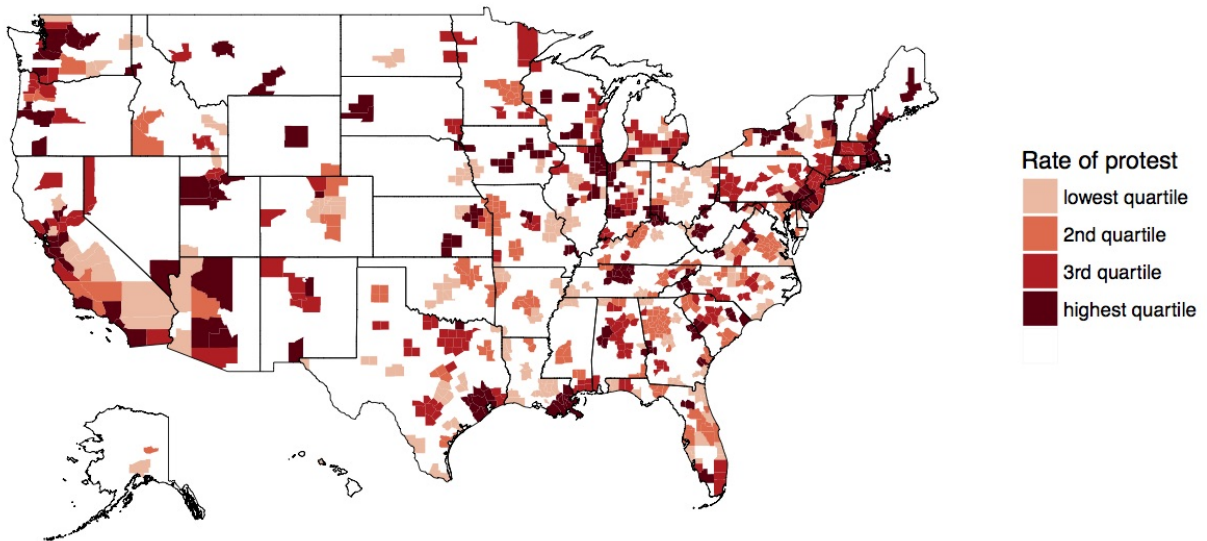 Rate of protest
lowest quartile
2nd quartile
3rd quartile
highest quartile